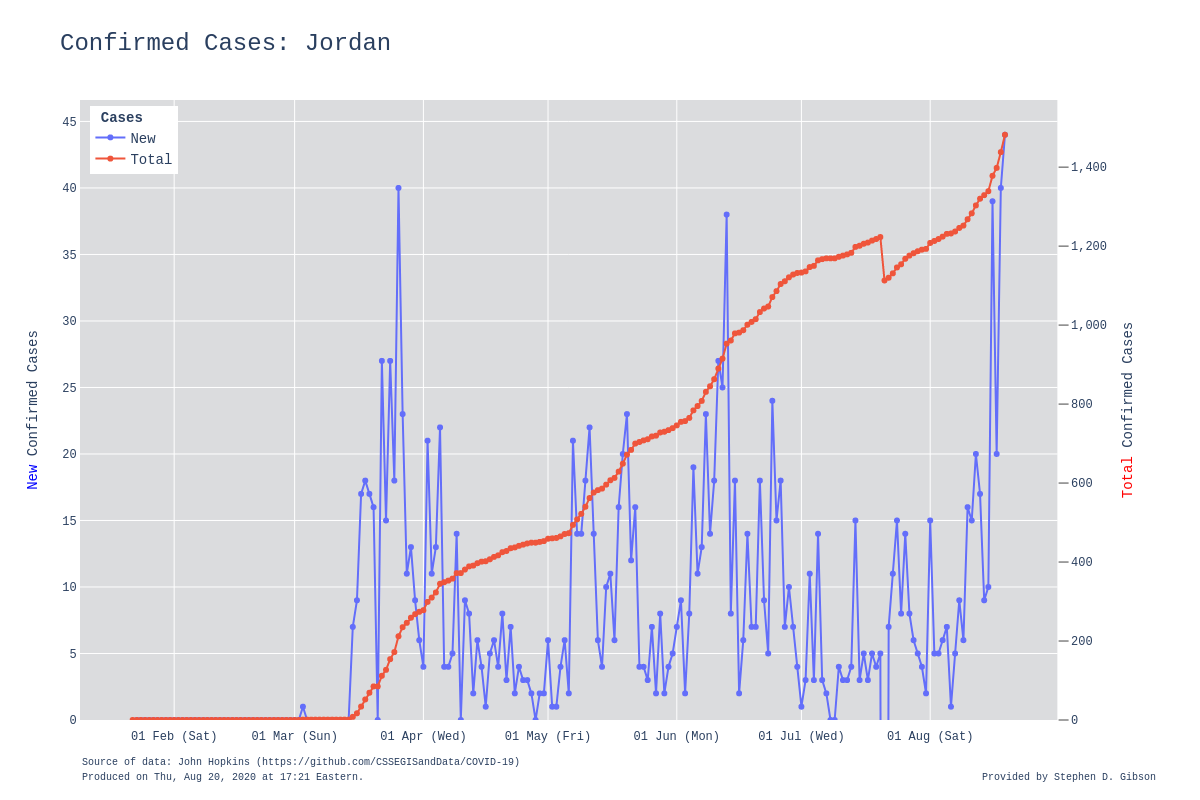 Confirmed Cases: Jordan
Cases
New
Total
45
40
35
30
25
20
15
10
5
0
1,400
1,200
1,000
800
600
400
200
0
New Confirmed Cases
Total Confirmed Cases
01 Feb (Sat)
01 Mar (Sun)
01 Apr (Wed)
01 May (Fri)
01 Jun (Mon)
01 Jul (Wed)
01 Aug (Sat)
Source of data: John Hopkins (https://github.com/CSSEGISandData/COVID-19)
Produced on Thu, Aug 20, 2020 at 17:21 Eastern.
Provided by Stephen D. Gibson